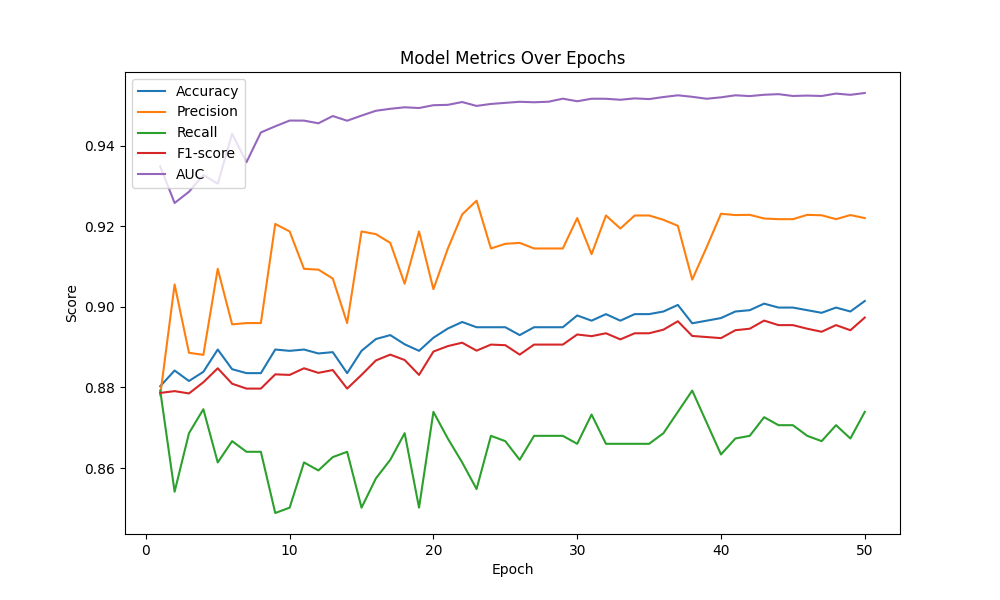 Model Metrics Over Epochs
Accuracy
Precision
Recall
F1-score
AUC
0.94
0.92
0.90
0.88
0.86
Score
0 10 20 30 40 50
Epoch